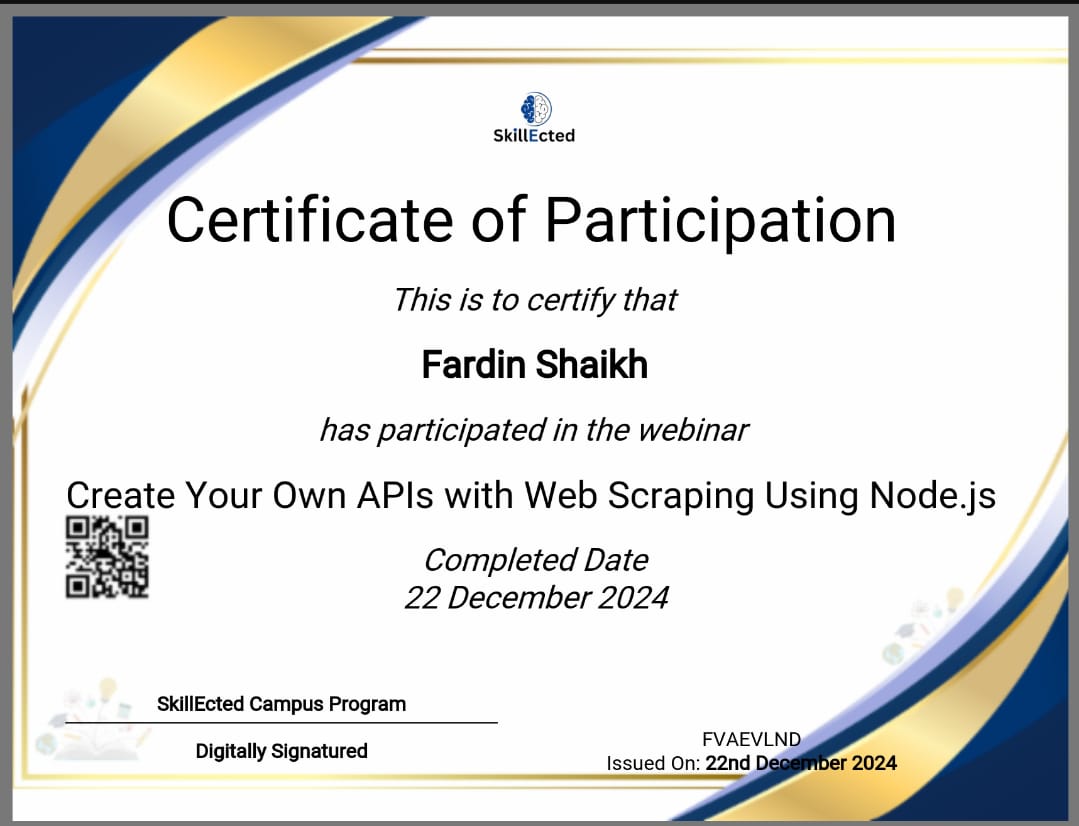 SkillEcted
Certificate of Participation
This is to certify that
Fardin Shaikh
has participated in the webinar
Create Your Own APIs with Web Scraping Using Node.js
Completed Date
22 December 2024
SkillEcted Campus Program
Digitally Signatured
FVAEVLND
Issued On: 22nd December 2024